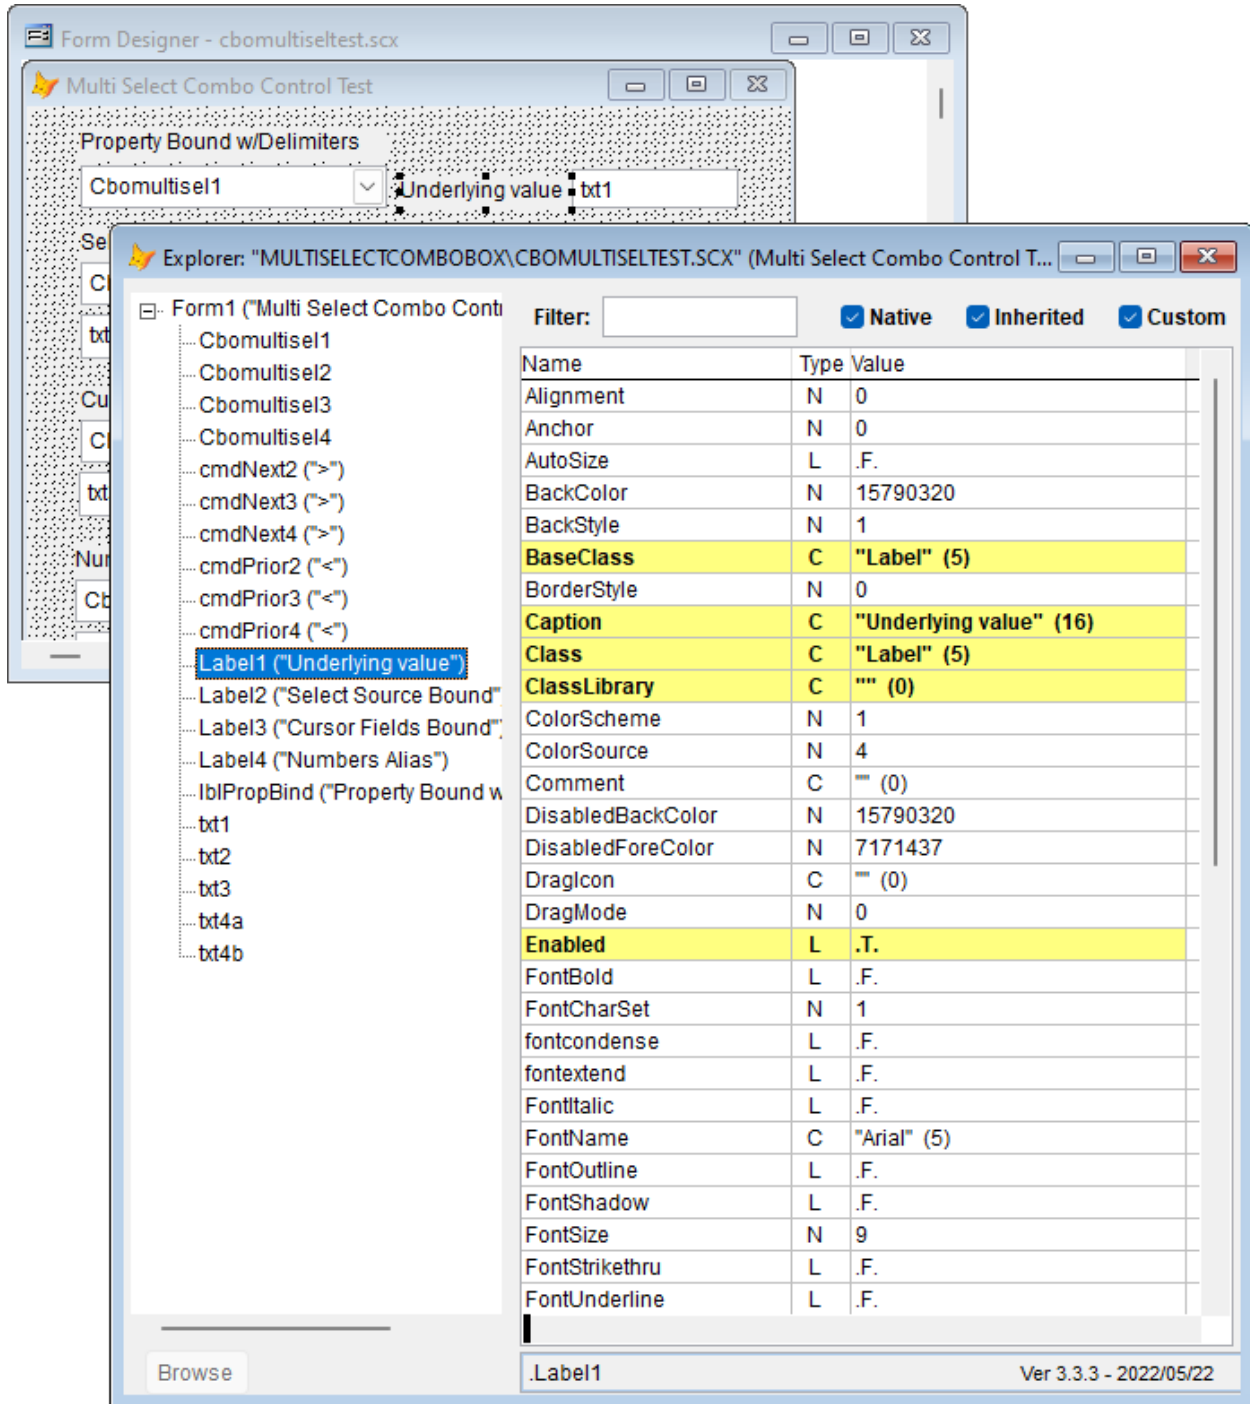 Form Designer - cbomultiseltest.scx
Multi Select Combo Control Test
Property Bound w/Delimiters
Cbomultisel1
Underlying value
txt1
Explorer: "MULTISELECTCOMBOBOX\CBOMULTISELTEST.SCX" (Multi Select Combo Control T...
Form1 ("Multi Select Combo Contr
Cbomultisel1
Cbomultisel2
Cbomultisel3
Cbomultisel4
cmdNext2 (">")
cmdNext3 (">")
cmdNext4 (">")
cmdPrior2 ("<")
cmdPrior3 ("<")
cmdPrior4 ("<")
Label1 ("Underlying value")
Label2 ("Select Source Bound"
Label3 ("Cursor Fields Bound")
Label4 ("Numbers Alias")
lblPropBind ("Property Bound w
txt1
txt2
txt3
txt4a
txt4b
Filter:
Native
Inherited
Custom
Name Type Value
Alignment N 0
Anchor N 0
AutoSize L .F.
BackColor N 15790320
BackStyle N 1
BaseClass C "Label" (5)
BorderStyle N 0
Caption C "Underlying value" (16)
Class C "Label" (5)
ClassLibrary C "" (0)
ColorScheme N 1
ColorSource N 4
Comment C "" (0)
DisabledBackColor N 15790320
DisabledForeColor N 7171437
DragIcon C "" (0)
DragMode N 0
Enabled L .T.
FontBold L .F.
FontCharSet N 1
fontcondense L .F.
fontextend L .F.
FontItalic L .F.
FontName C "Arial" (5)
FontOutline L .F.
FontShadow L .F.
FontSize N 9
FontStrikethru L .F.
FontUnderline L .F.
Browse
.Label1
Ver 3.3.3 - 2022/05/22